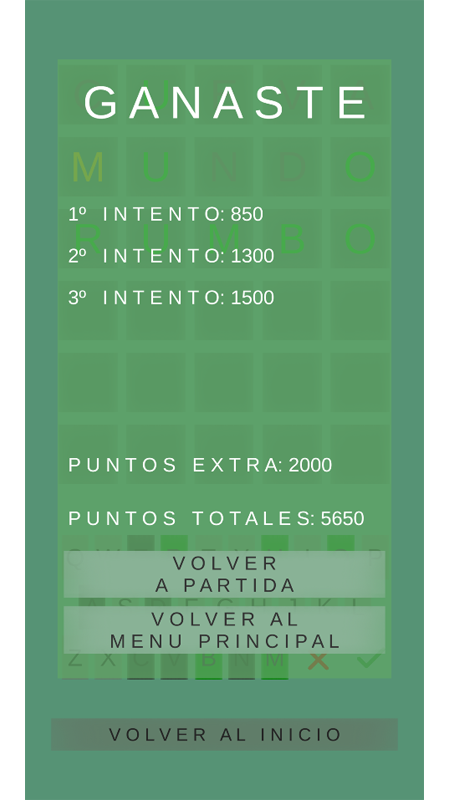 GANASTE
M U N D O
1º INTENTO: 850
R U M B O
2º INTENTO: 1300
3º INTENTO: 1500
PUNTOS EXTRA: 2000
PUNTOS TOTALES: 5650
VOLVER
A PARTIDA
VOLVER AL
MENU PRINCIPAL
Z X C V B N M
VOLVER AL INICIO